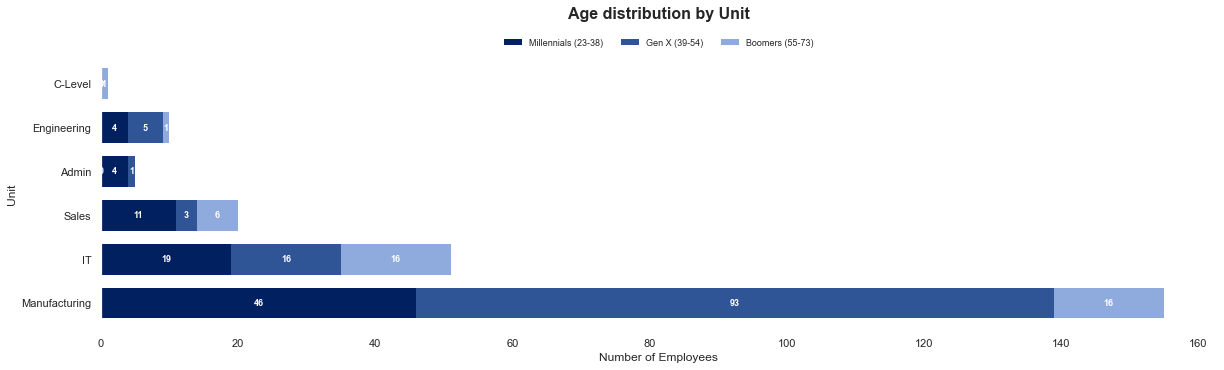 Age distribution by Unit
Millennials (23-38) Gen X (39-54) Boomers (55-73)
C-Level 1
Engineering 4 5 1
Admin 4 1
Sales 11 3 6
IT 19 16 16
Manufacturing 46 93 16
Unit
0 20 40 60 80 100 120 140 160
Number of Employees